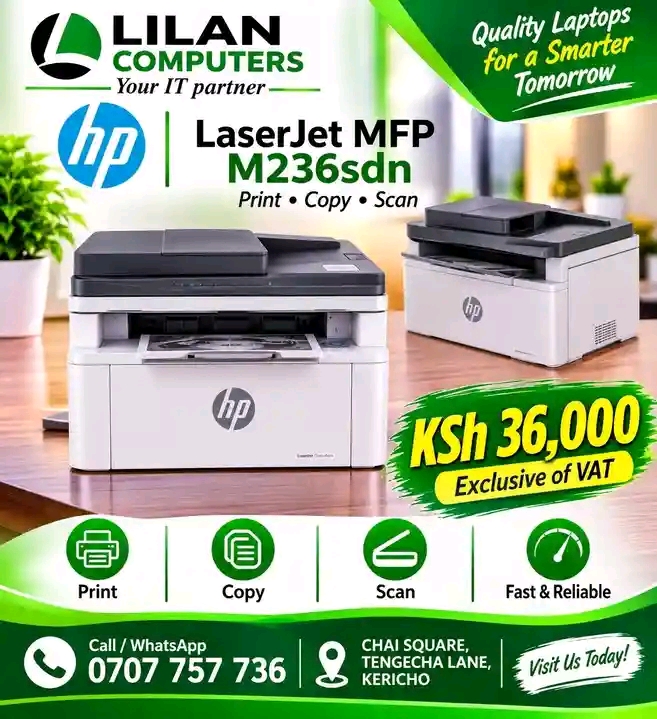 LILAN
COMPUTERS
Your IT partner
Quality Laptops
for a Smarter
Tomorrow
hp
LaserJet MFP
M236sdn
Print • Copy • Scan
hp
hp
KSh 36,000
Exclusive of VAT
Print
Copy
Scan
Fast & Reliable
Call / WhatsApp
0707 757 736
CHAI SQUARE,
TENGECHA LANE,
KERICHO
Visit Us Today!